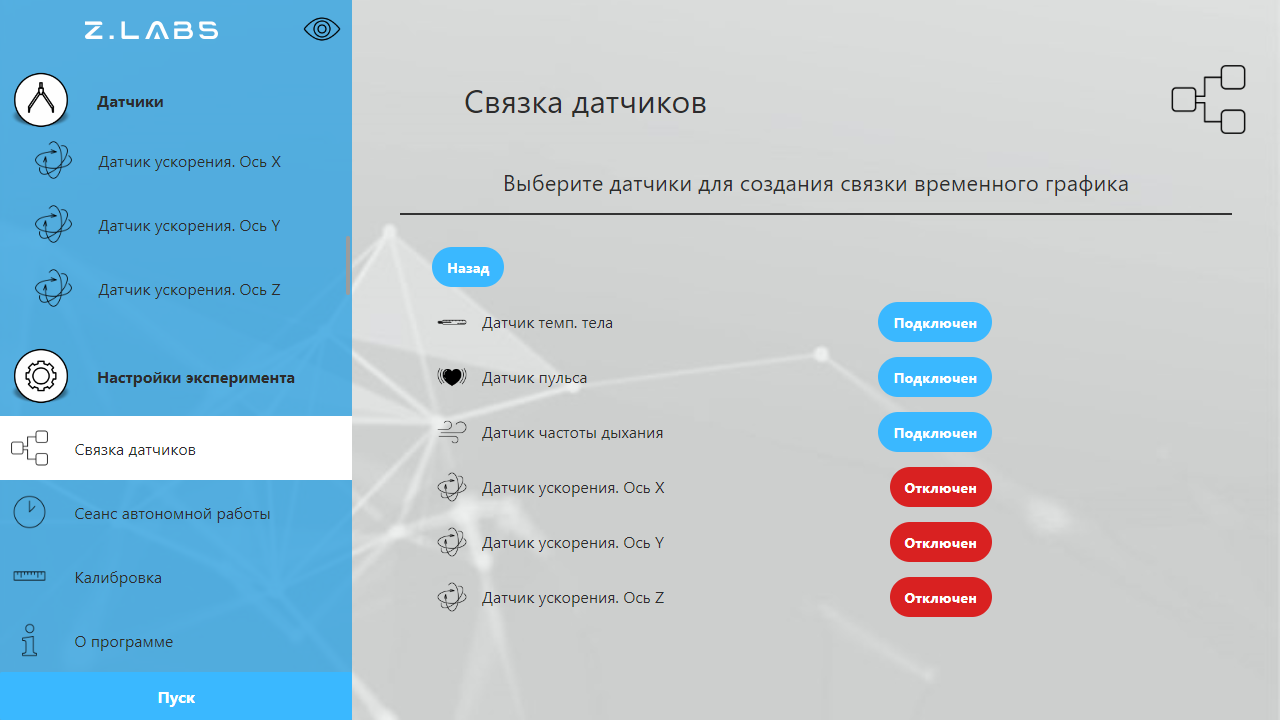 Z.LABS
Датчики
Датчик ускорения. Ось X
Датчик ускорения. Ось Y
Датчик ускорения. Ось Z
Настройки эксперимента
Связка датчиков
Сеанс автономной работы
Калибровка
О программе
Пуск
Связка датчиков
Выберите датчики для создания связки временного графика
Назад
Датчик темп. тела Подключен
Датчик пульса Подключен
Датчик частоты дыхания Подключен
Датчик ускорения. Ось X Отключен
Датчик ускорения. Ось Y Отключен
Датчик ускорения. Ось Z Отключен